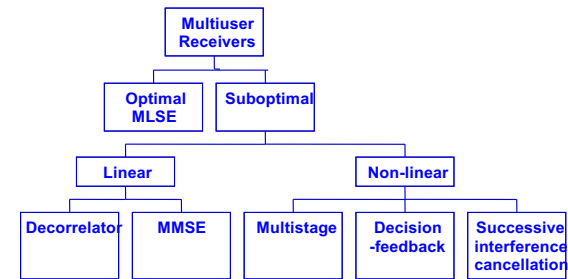 Multiuser
Receivers
Optimal
MLSE
Suboptimal
Linear
Non-linear
Decorrelator
MMSE
Multistage
Decision
-feedback
Successive
interference
cancellation